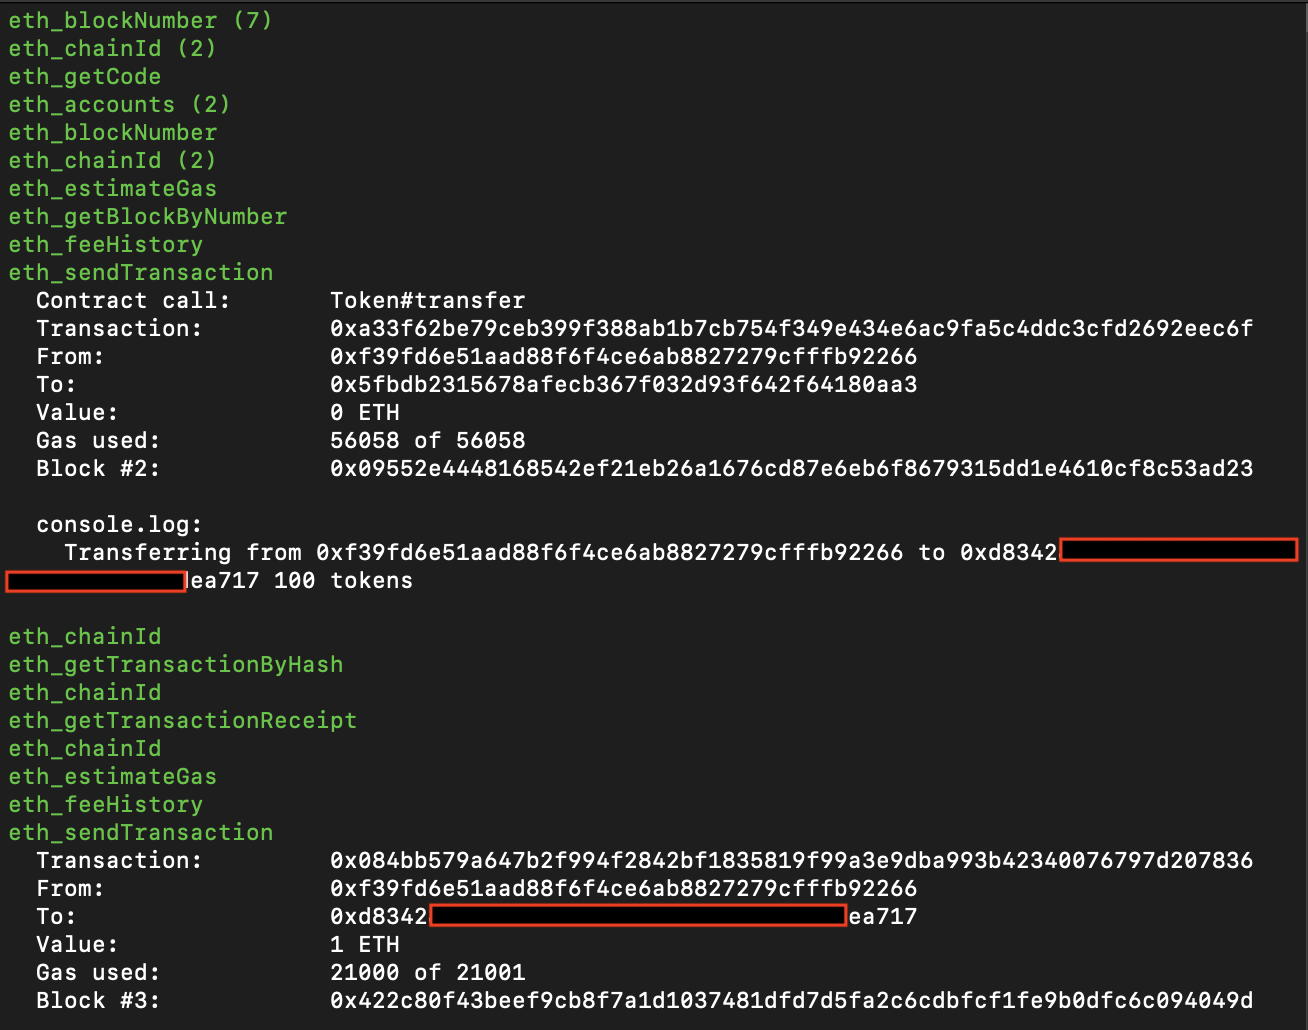 eth_blockNumber (7)
eth_chainId (2)
eth_getCode
eth_accounts (2)
eth_blockNumber
eth_chainId (2)
eth_estimateGas
eth_getBlockByNumber
eth_feeHistory
eth_sendTransaction
Contract call: Token#transfer
Transaction: 0xa33f62be79ceb399f388ab1b7cb754f349e434e6ac9fa5c4ddc3cfd2692eec6f
From: 0xf39fd6e51aad88f6f4ce6ab8827279cfffb92266
To: 0x5fbdb2315678afecb367f032d93f642f64180aa3
Value: 0 ETH
Gas used: 56058 of 56058
Block #2: 0x09552e4448168542ef21eb26a1676cd87e6eb6f8679315dd1e4610cf8c53ad23
console.log:
Transferring from 0xf39fd6e51aad88f6f4ce6ab8827279cfffb92266 to 0xd8342
ea717 100 tokens
eth_chainId
eth_getTransactionByHash
eth_chainId
eth_getTransactionReceipt
eth_chainId
eth_estimateGas
eth_feeHistory
eth_sendTransaction
Transaction: 0x084bb579a647b2f994f2842bf1835819f99a3e9dba993b42340076797d207836
From: 0xf39fd6e51aad88f6f4ce6ab8827279cfffb92266
To: 0xd8342 ea717
Value: 1 ETH
Gas used: 21000 of 21001
Block #3: 0x422c80f43beef9cb8f7a1d1037481dfd7d5fa2c6cdbfcf1fe9b0dfc6c094049d